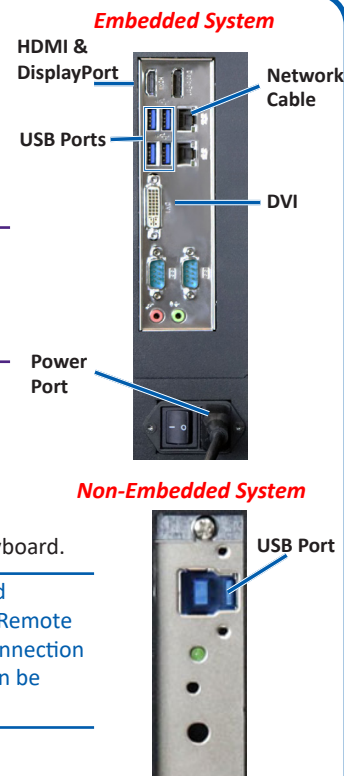 Embedded System
HDMI &
DisplayPort
Network
Cable
USB Ports
DVI
Power
Port
Non-Embedded System
yboard.
USB Port
d
Remote
nnection
n be